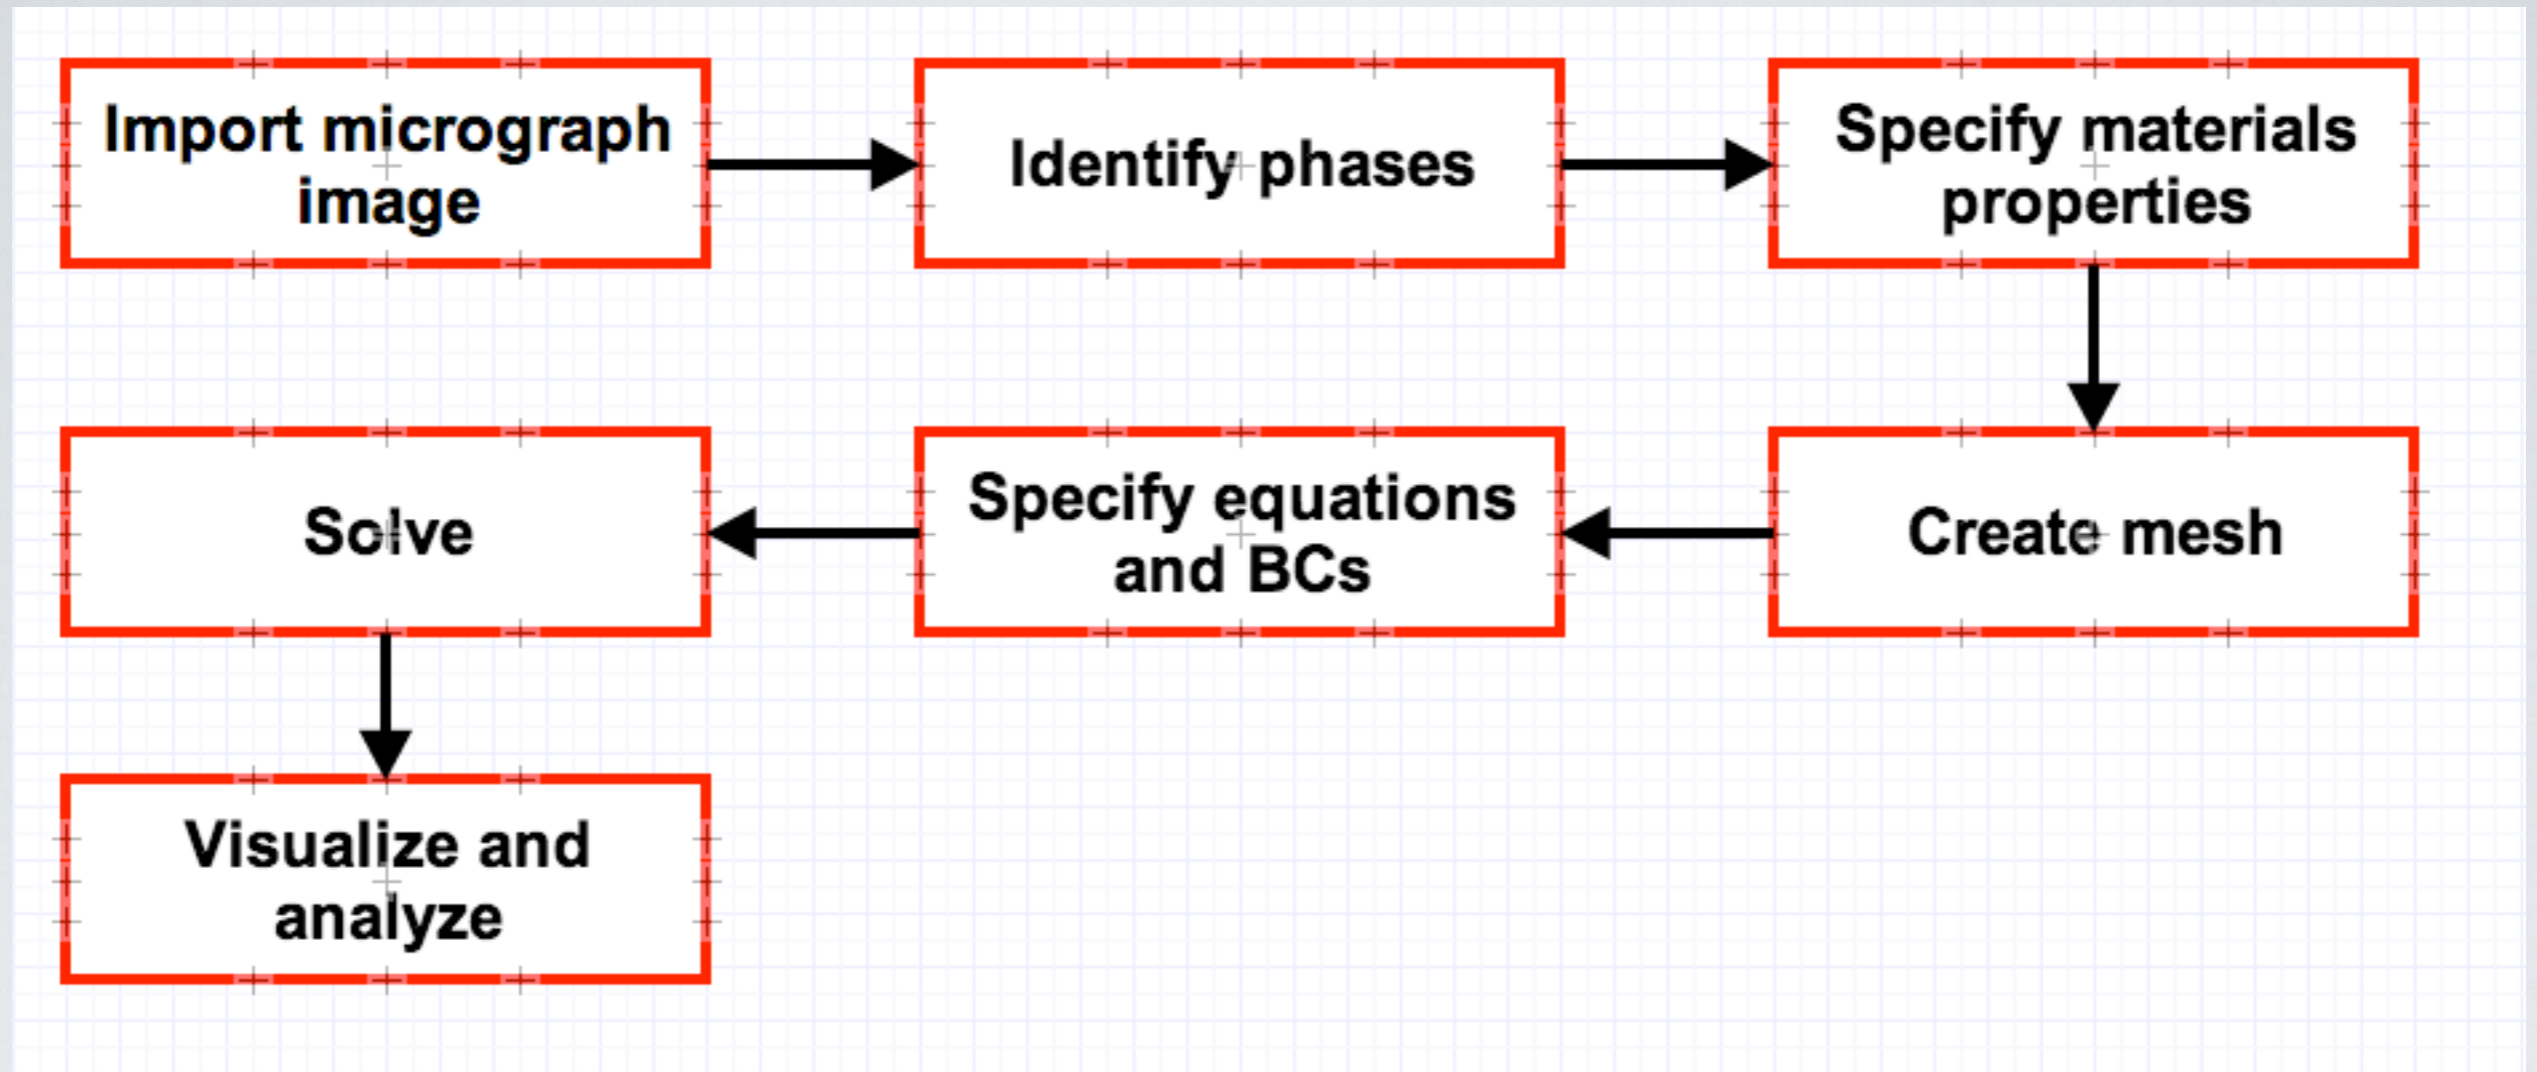 Import micrograph
image
Identify phases
Specify materials
properties
Create mesh
Specify equations
and BCs
Solve
Visualize and
analyze